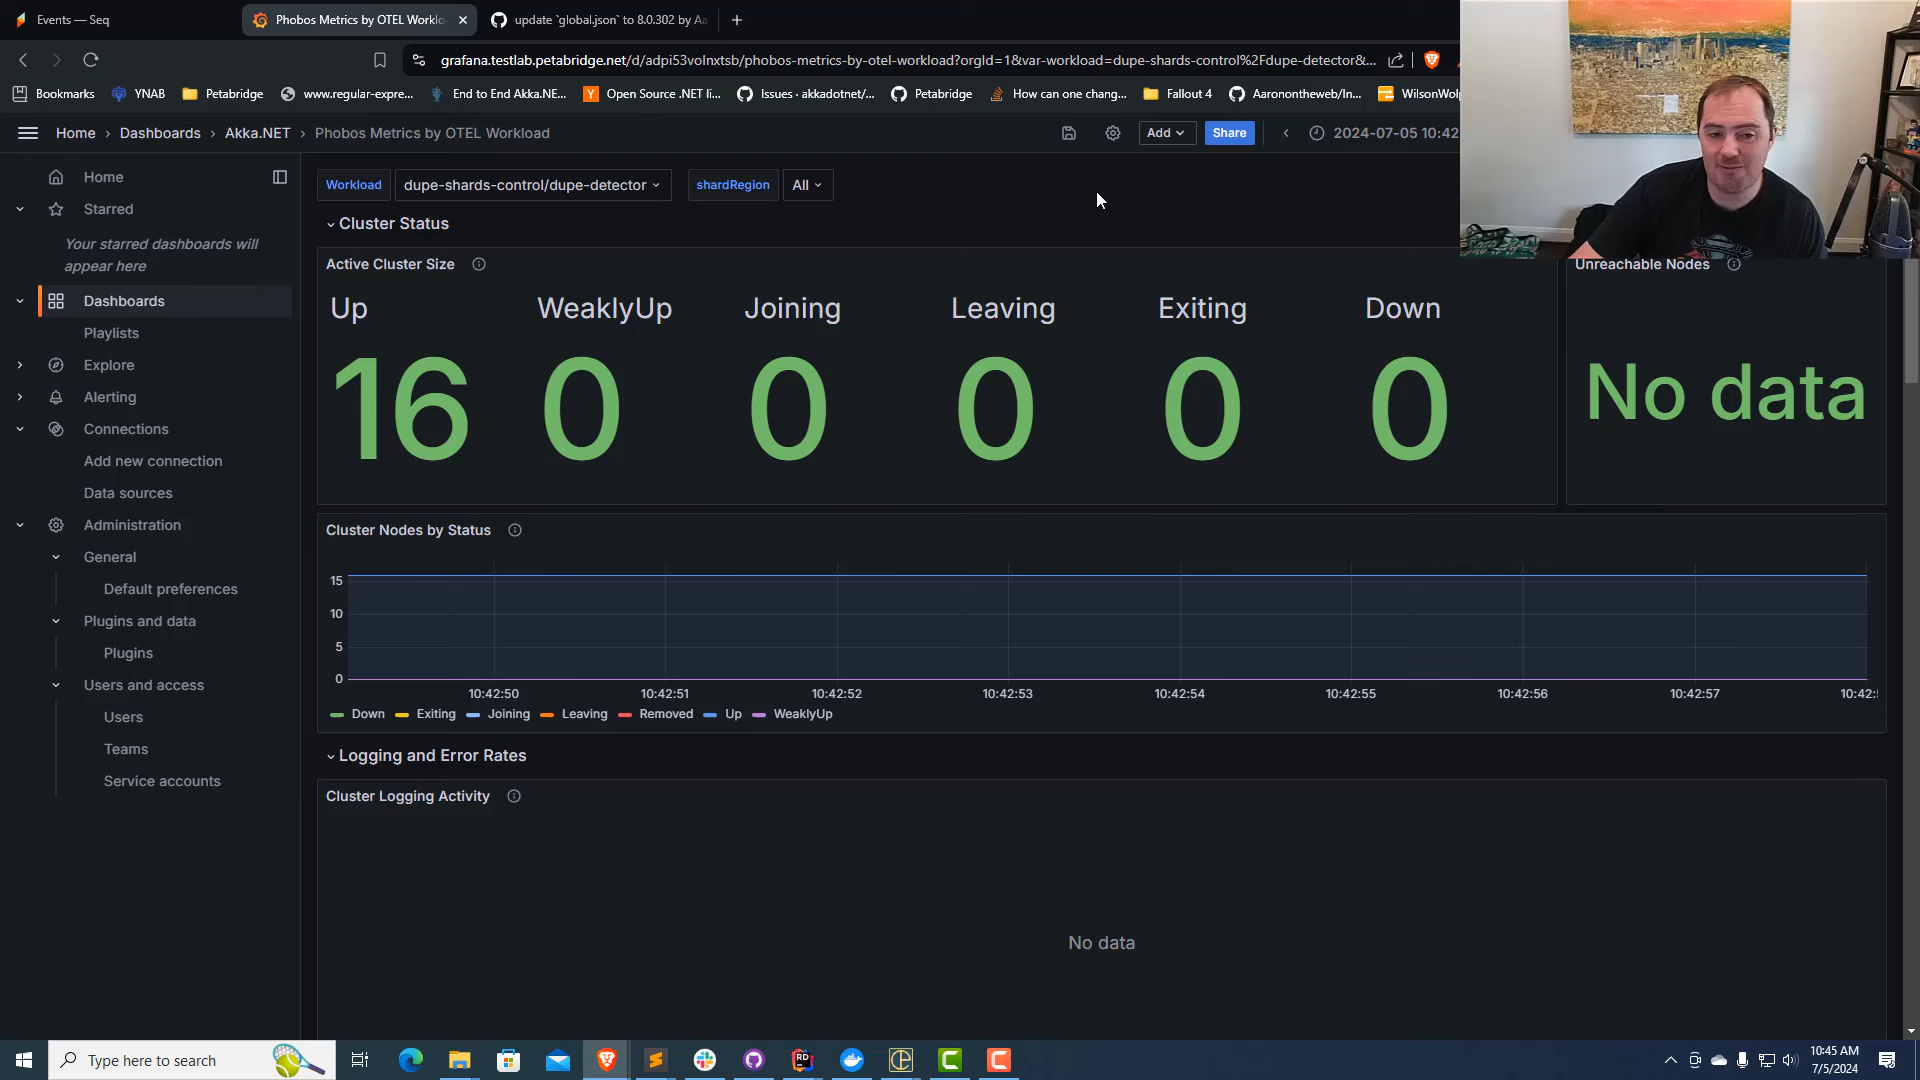 Events — Seq
Phobos Metrics by OTEL Worklo
update `global.json` to 8.0.302 by Aa
grafana.testlab.petabridge.net/d/adpi53volnxtsb/phobos-metrics-by-otel-workload?orgId=1&var-workload=dupe-shards-control%2Fdupe-detector&...
Bookmarks
YNAB
Petabridge
www.regular-expre...
End to End Akka.NE...
Open Source .NET li...
Issues · akkadotnet/...
Petabridge
How can one chang...
Fallout 4
Aaronontheweb/In...
WilsonWolf
Home › Dashboards › Akka.NET › Phobos Metrics by OTEL Workload
Add
Share
2024-07-05 10:42
Home
Starred
Your starred dashboards will
appear here
Dashboards
Playlists
Explore
Alerting
Connections
Add new connection
Data sources
Administration
General
Default preferences
Plugins and data
Plugins
Users and access
Users
Teams
Service accounts
Workload
dupe-shards-control/dupe-detector
shardRegion
All
Cluster Status
Active Cluster Size
Up
WeaklyUp
Joining
Leaving
Exiting
Down
16
0
0
0
0
0
Unreachable Nodes
No data
Cluster Nodes by Status
15
10
5
0
10:42:50
10:42:51
10:42:52
10:42:53
10:42:54
10:42:55
10:42:56
10:42:57
10:42:
Down
Exiting
Joining
Leaving
Removed
Up
WeaklyUp
Logging and Error Rates
Cluster Logging Activity
No data
Type here to search
10:45 AM
7/5/2024